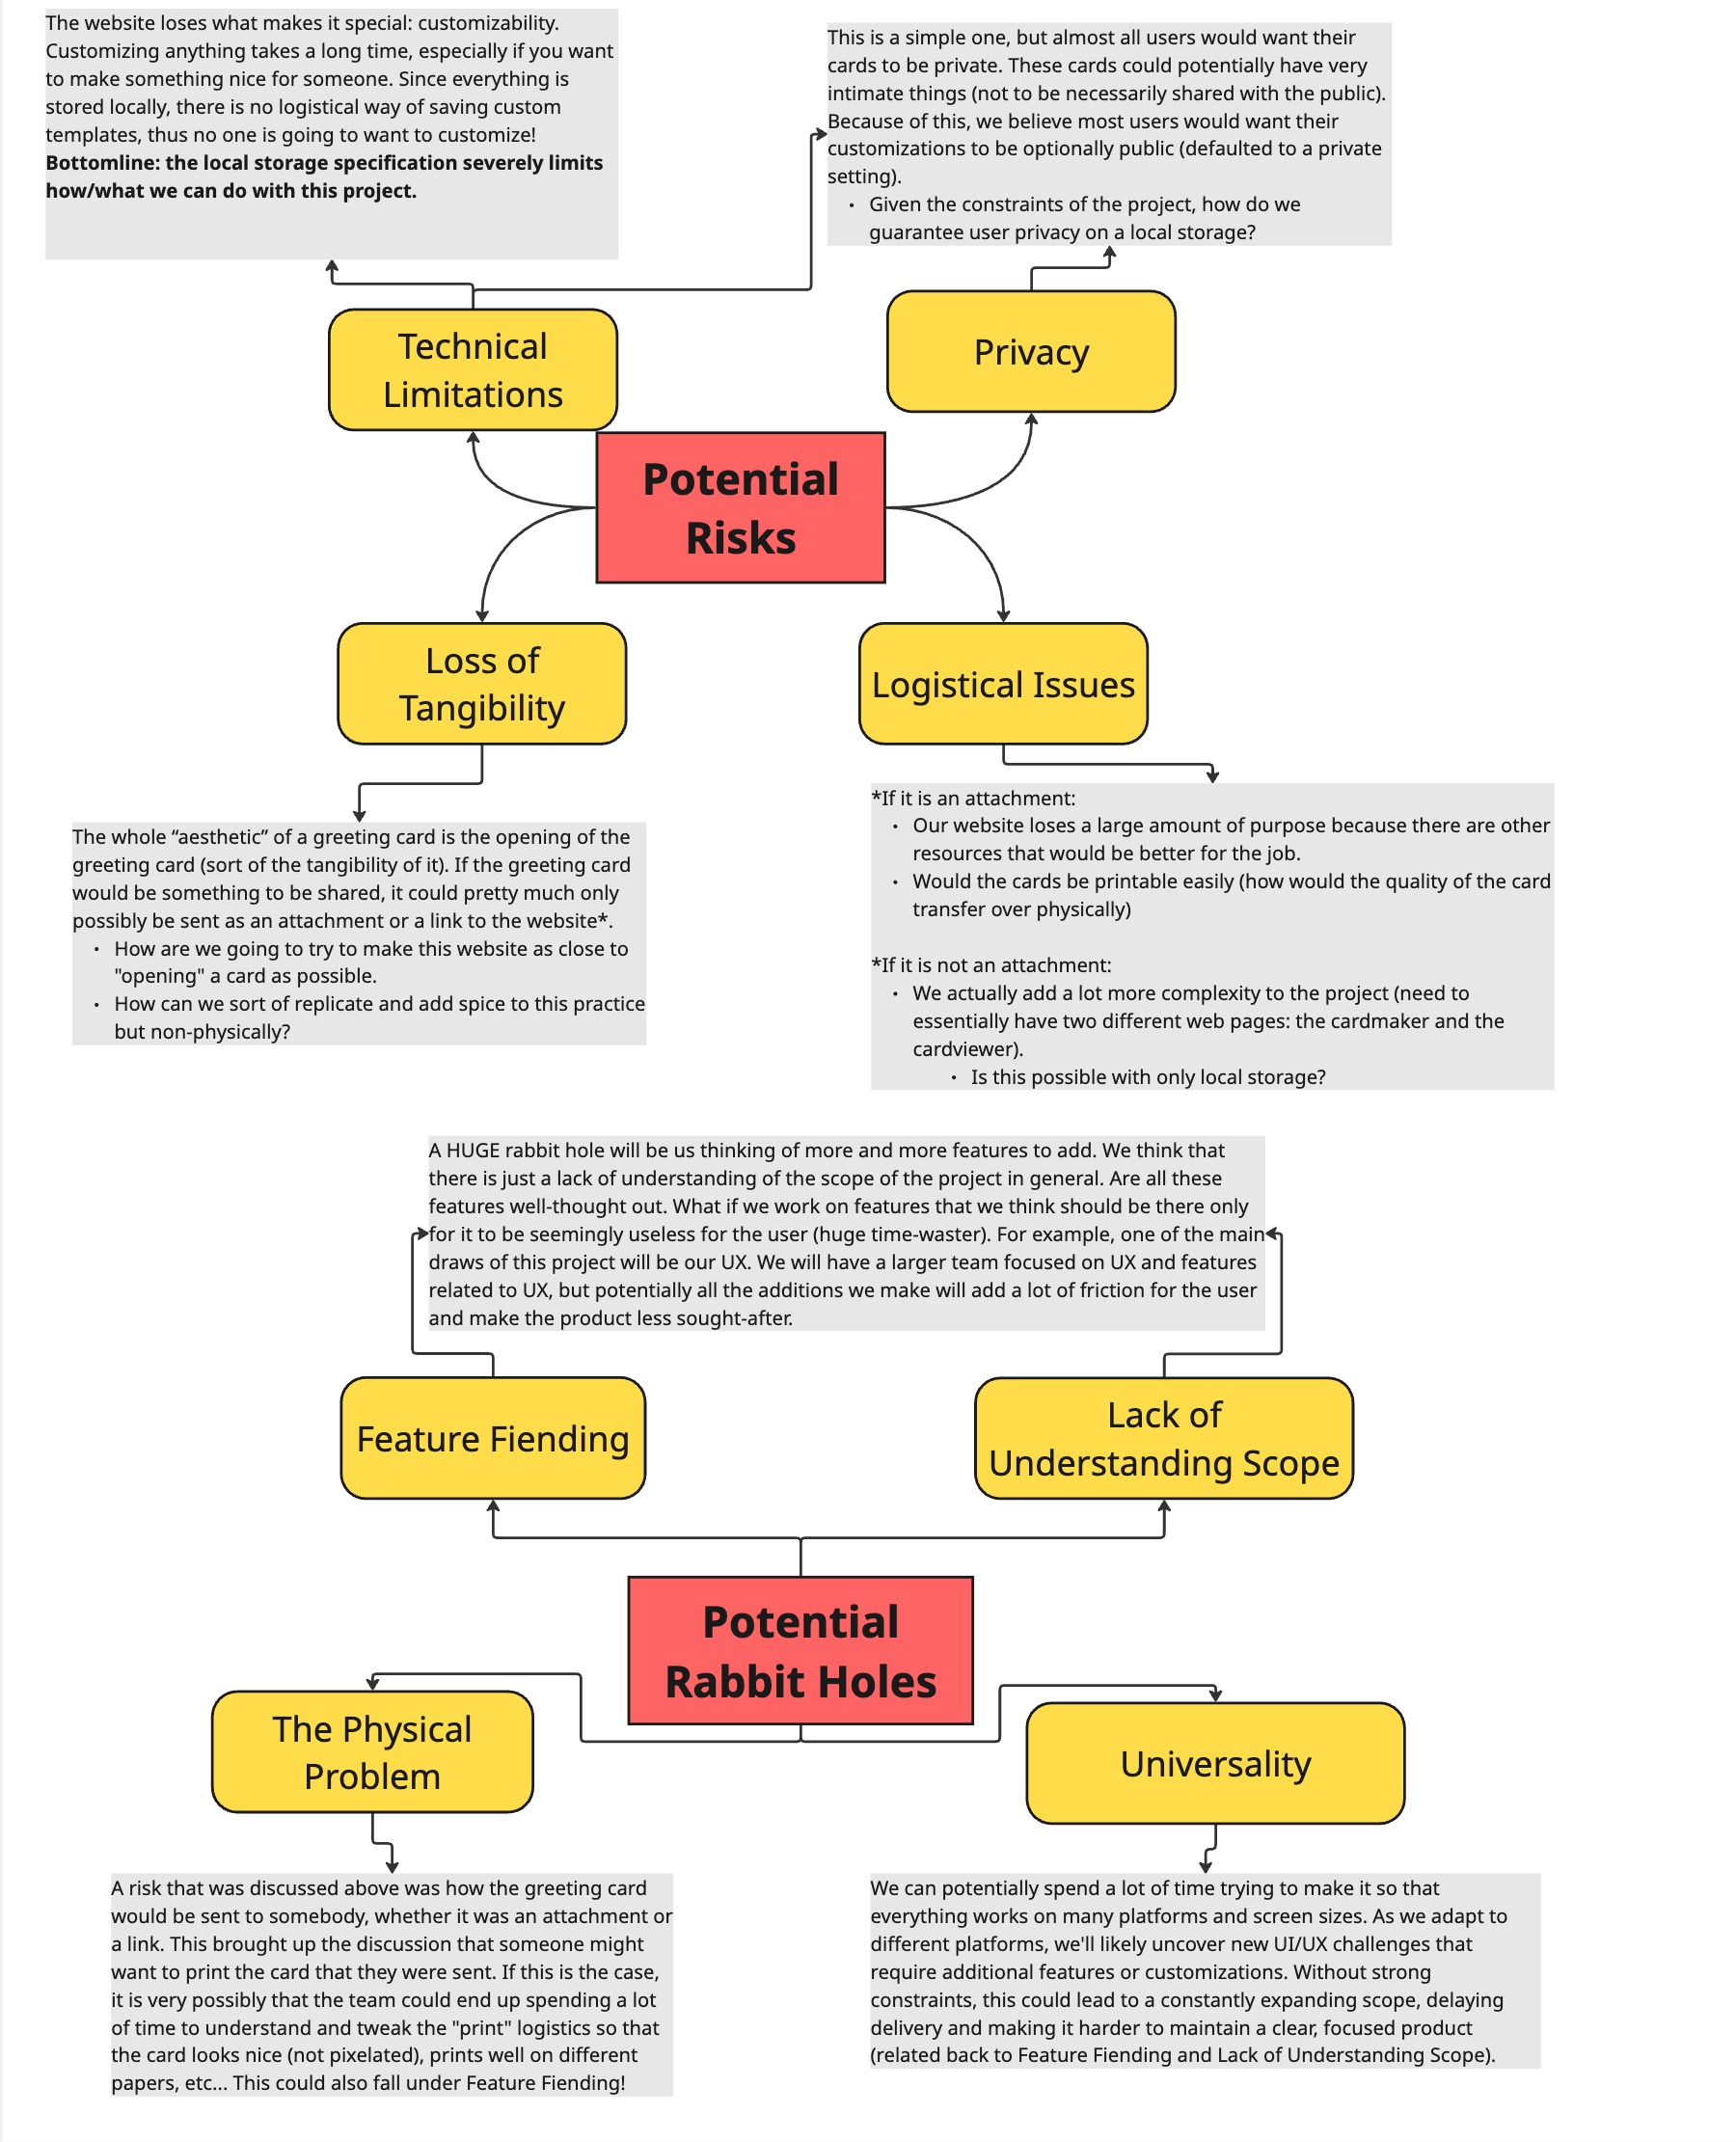 The website loses what makes it special: customizability.
Customizing anything takes a long time, especially if you want
to make something nice for someone. Since everything is
stored locally, there is no logistical way of saving custom
templates, thus no one is going to want to customize!
Bottomline: the local storage specification severely limits
how/what we can do with this project.
This is a simple one, but almost all users would want their
cards to be private. These cards could potentially have very
intimate things (not to be necessarily shared with the public).
Because of this, we believe most users would want their
customizations to be optionally public (defaulted to a private
setting).
• Given the constraints of the project, how do we
guarantee user privacy on a local storage?
Technical
Limitations
Privacy
Potential
Risks
Loss of
Tangibility
Logistical Issues
The whole “aesthetic” of a greeting card is the opening of the
greeting card (sort of the tangibility of it). If the greeting card
would be something to be shared, it could pretty much only
possibly be sent as an attachment or a link to the website*.
• How are we going to try to make this website as close to
"opening" a card as possible.
• How can we sort of replicate and add spice to this practice
but non-physically?
*If it is an attachment:
• Our website loses a large amount of purpose because there are other
resources that would be better for the job.
• Would the cards be printable easily (how would the quality of the card
transfer over physically)
*If it is not an attachment:
• We actually add a lot more complexity to the project (need to
essentially have two different web pages: the cardmaker and the
cardviewer).
• Is this possible with only local storage?
A HUGE rabbit hole will be us thinking of more and more features to add. We think that
there is just a lack of understanding of the scope of the project in general. Are all these
features well-thought out. What if we work on features that we think should be there only
for it to be seemingly useless for the user (huge time-waster). For example, one of the main
draws of this project will be our UX. We will have a larger team focused on UX and features
related to UX, but potentially all the additions we make will add a lot of friction for the user
and make the product less sought-after.
Feature Fiending
Lack of
Understanding Scope
Potential
Rabbit Holes
The Physical
Problem
Universality
A risk that was discussed above was how the greeting card
would be sent to somebody, whether it was an attachment or
a link. This brought up the discussion that someone might
want to print the card that they were sent. If this is the case,
it is very possibly that the team could end up spending a lot
of time to understand and tweak the "print" logistics so that
the card looks nice (not pixelated), prints well on different
papers, etc... This could also fall under Feature Fiending!
We can potentially spend a lot of time trying to make it so that
everything works on many platforms and screen sizes. As we adapt to
different platforms, we'll likely uncover new UI/UX challenges that
require additional features or customizations. Without strong
constraints, this could lead to a constantly expanding scope, delaying
delivery and making it harder to maintain a clear, focused product
(related back to Feature Fiending and Lack of Understanding Scope).